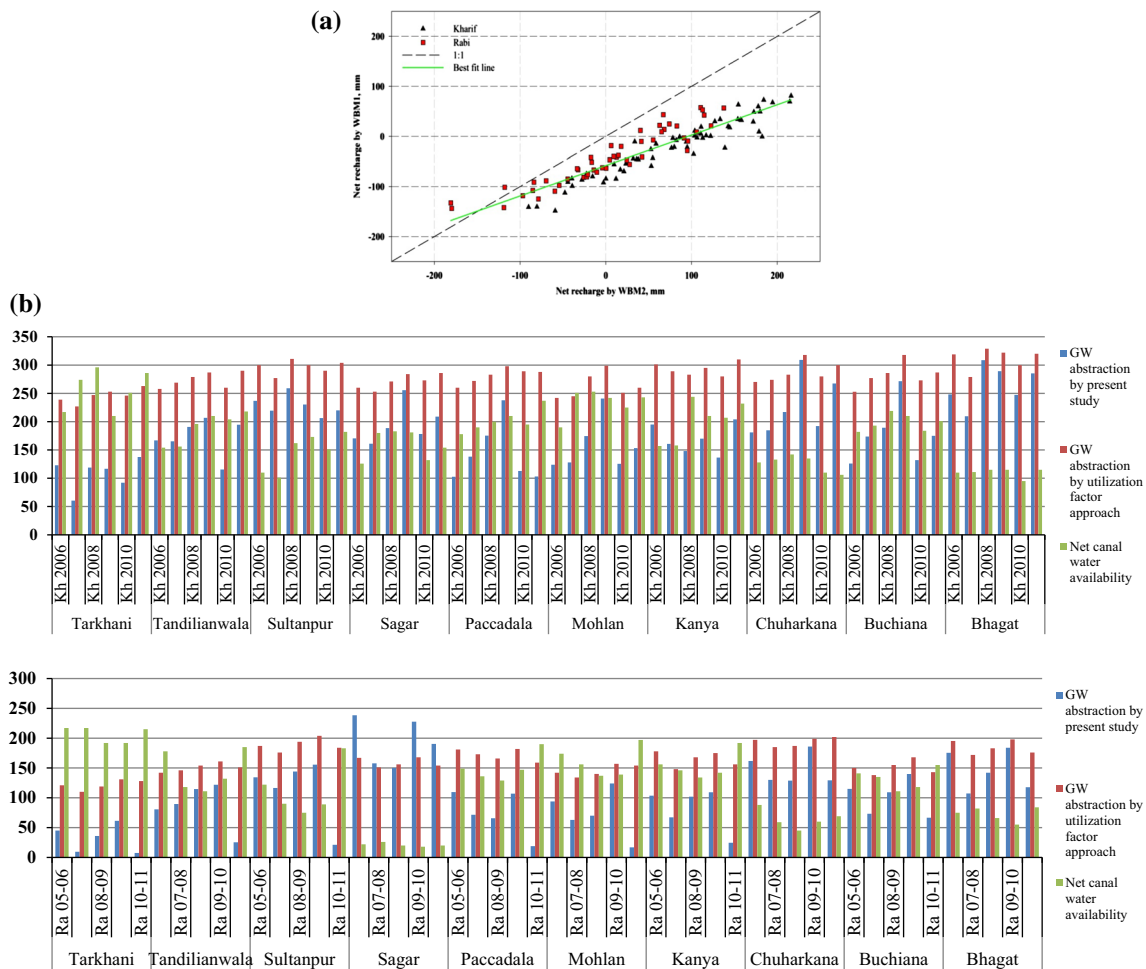 (a)
Kharif
Rabi
1:1
Best fit line
200
100
0
-100
-200
Net recharge by WBM1, mm
-200
-100
0
100
200
Net recharge by WBM2, mm
(b)
350
300
250
200
150
100
50
0
Kh 2006
Kh 2008
Kh 2010
Kh 2006
Kh 2008
Kh 2010
Kh 2006
Kh 2008
Kh 2010
Kh 2006
Kh 2008
Kh 2010
Kh 2006
Kh 2008
Kh 2010
Kh 2006
Kh 2008
Kh 2010
Kh 2006
Kh 2008
Kh 2010
Kh 2006
Kh 2008
Kh 2010
Kh 2006
Kh 2008
Kh 2010
Kh 2006
Kh 2008
Kh 2010
Tarkhani
Tandilianwala
Sultanpur
Sagar
Paccadala
Mohlan
Kanya
Chuharkana
Buchiana
Bhagat
GW
abstraction by
present study
GW
abstraction by
utilization factor
approach
Net canal
water
availability
300
250
200
150
100
50
0
Ra 05-06
Ra 08-09
Ra 10-11
Ra 07-08
Ra 09-10
Ra 05-06
Ra 08-09
Ra 10-11
Ra 07-08
Ra 09-10
Ra 05-06
Ra 08-09
Ra 10-11
Ra 07-08
Ra 09-10
Ra 05-06
Ra 08-09
Ra 10-11
Ra 07-08
Ra 09-10
Ra 05-06
Ra 08-09
Ra 10-11
Ra 07-08
Ra 09-10
Tarkhani
Tandilianwala
Sultanpur
Sagar
Paccadala
Mohlan
Kanya
Chuharkana
Buchiana
Bhagat
GW
abstraction by
present study
GW
abstraction by
utilization
factor
approach
Net canal
water
availability